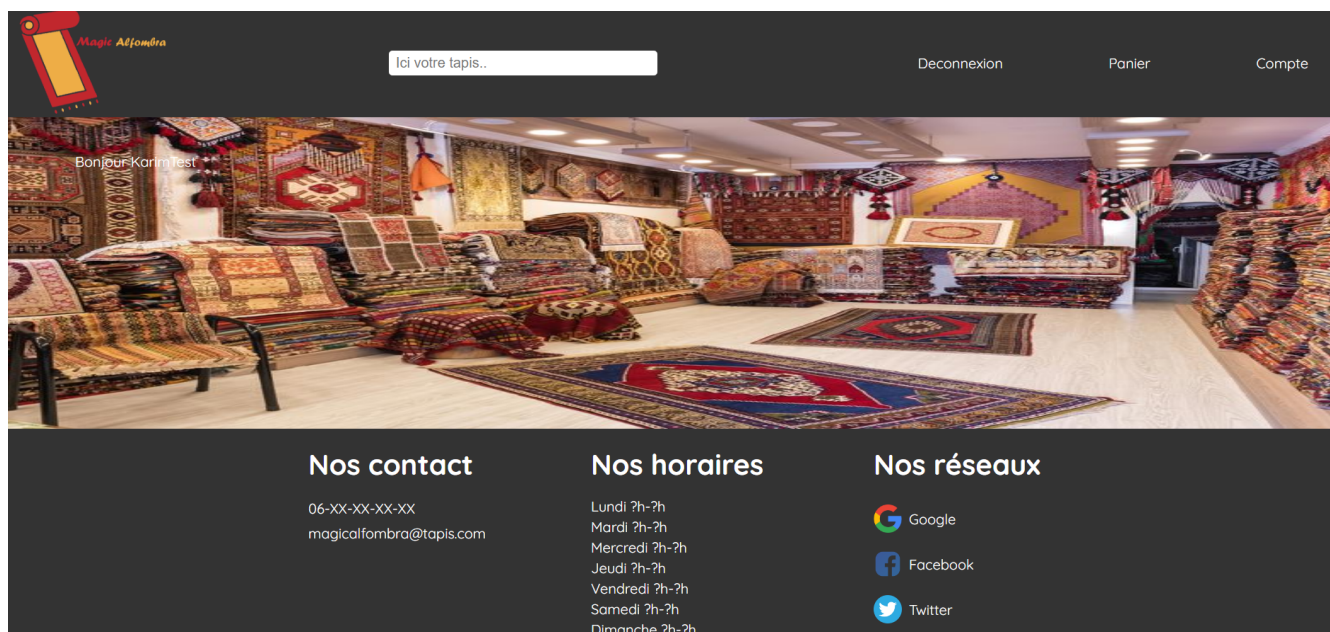 Magic Alfombra
Ici votre tapis..
Deconnexion
Panier
Compte
Bonjour KarimTest
Nos contact
06-XX-XX-XX-XX
magicalfombra@tapis.com
Nos horaires
Lundi ?h-?h
Mardi ?h-?h
Mercredi ?h-?h
Jeudi ?h-?h
Vendredi ?h-?h
Samedi ?h-?h
Dimanche ?h-?h
Nos réseaux
Google
Facebook
Twitter